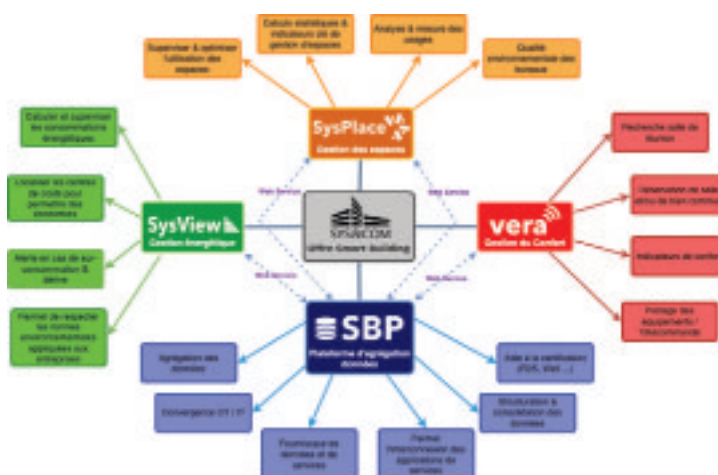 Calculs statistiques &
indicateurs clé de
gestion d'espaces
Analyse & mesure des
usages
Superviser & optimiser
l'utilisation des
espaces
Qualité
environnementale des
bureaux
SysPlace
Gestion des espaces
Calculer et superviser
les consommations
énergétiques
Recherche salle de
réunion
Localiser les centres
de coûts pour
permettre des
économies
Web Service
Web Service
SysView
Gestion énergétique
Offre Smart Building
vera
Gestion du Confort
Réservation de salle
Alerte en cas de sur-
consommation &
dérive
Indicateurs de confort
Web Service
Web Service
Permet de respecter
les normes
environnementales
appliquées aux
entreprises
SBP
Plateforme d'agrégation
données
Pilotage des
équipements /
télécommande
Agrégation des
données
Aide à la certification
Convergence OT / IT
Structuration &
consolidation des
données
Fournisseur de
données et de
services
Permet
l'interconnexion des
applications de
services